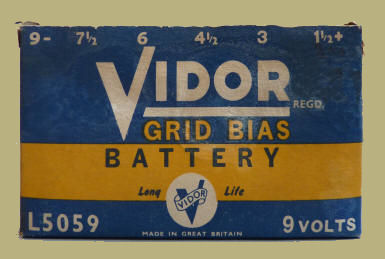 9- 7½ 6 4½ 3 1½+
VIDOR REGD.
GRID BIAS
BATTERY
Long Life
VIDOR
L5059 9 VOLTS
MADE IN GREAT BRITAIN